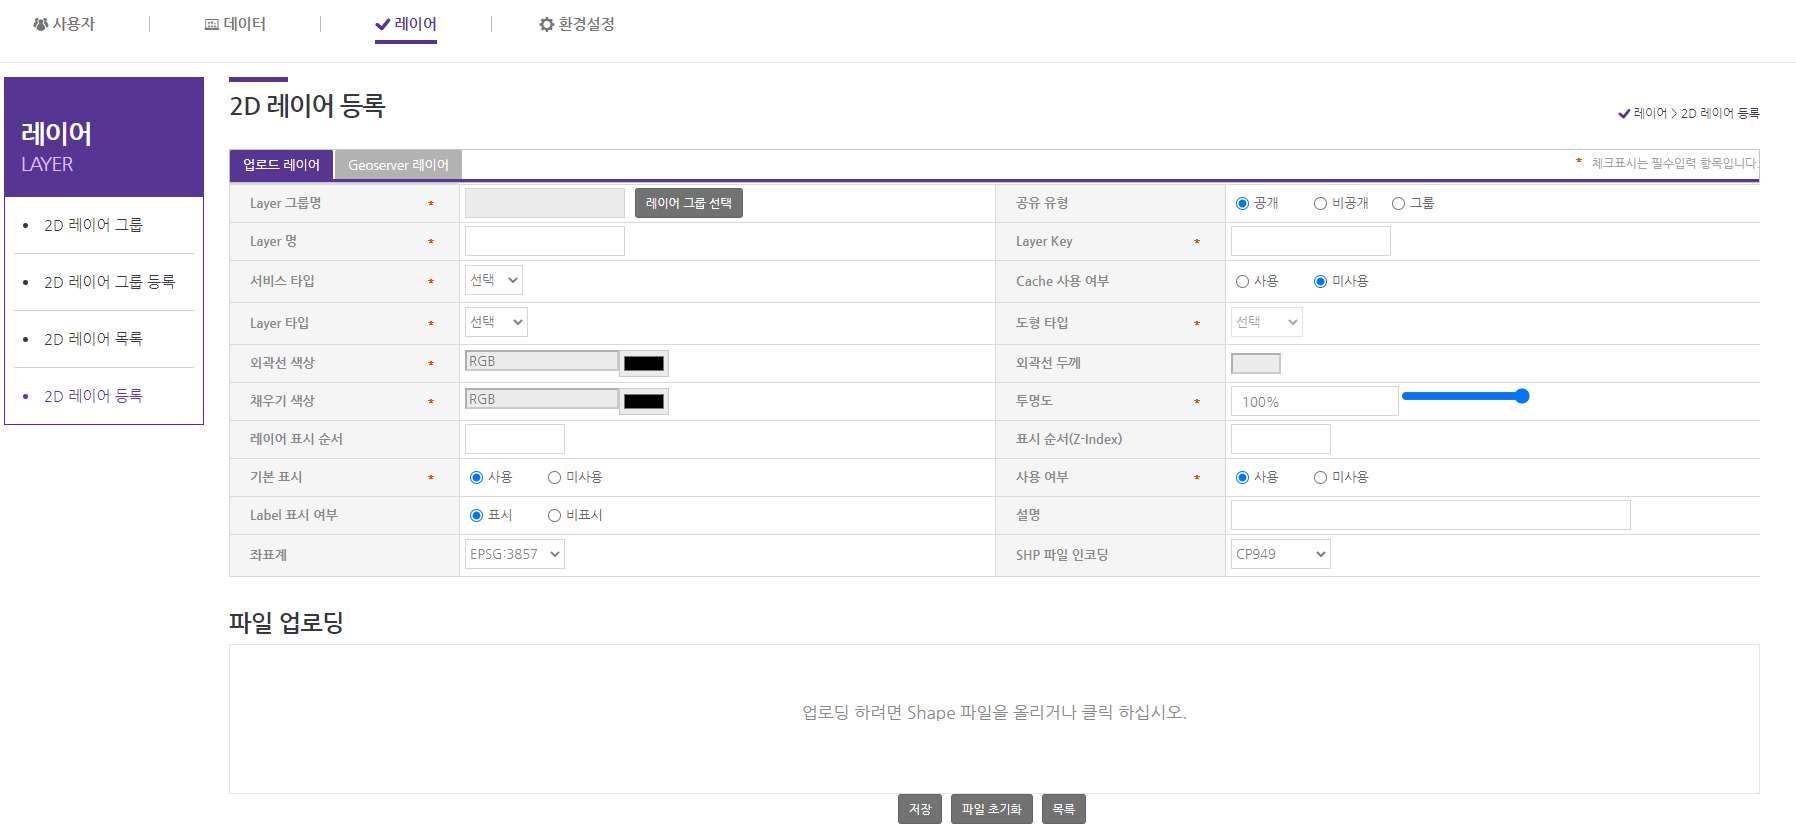 사용자
데이터
레이어
환경설정
레이어
LAYER
2D 레이어 그룹
2D 레이어 그룹 등록
2D 레이어 목록
2D 레이어 등록
2D 레이어 등록
레이어 > 2D 레이어 등록
업로드 레이어
Geoserver 레이어
* 체크표시는 필수입력 항목입니다.
Layer 그룹명 * 레이어 그룹 선택
공유 유형 공개 비공개 그룹
Layer 명 *
Layer Key *
서비스 타입 * 선택
Cache 사용 여부 사용 미사용
Layer 타입 * 선택
도형 타입 * 선택
외곽선 색상 * RGB
외곽선 두께
채우기 색상 * RGB
투명도 * 100%
레이어 표시 순서
표시 순서(Z-Index)
기본 표시 * 사용 미사용
사용 여부 * 사용 미사용
Label 표시 여부 표시 비표시
설명
좌표계 EPSG:3857
SHP 파일 인코딩 CP949
파일 업로딩
업로딩 하려면 Shape 파일을 올리거나 클릭 하십시오.
저장
파일 초기화
목록